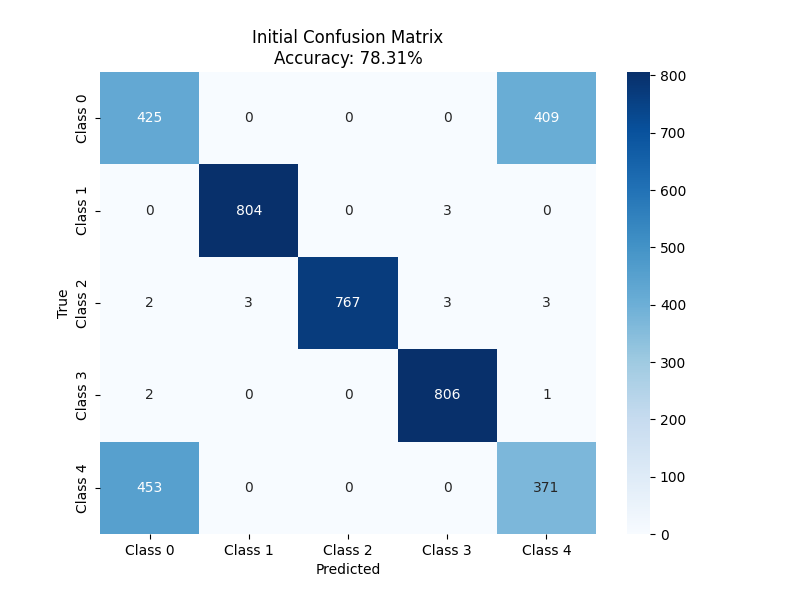 Initial Confusion Matrix
Accuracy: 78.31%
Class 0 425 0 0 0 409
Class 1 0 804 0 3 0
Class 2 2 3 767 3 3
Class 3 2 0 0 806 1
Class 4 453 0 0 0 371
True
Class 0 Class 1 Class 2 Class 3 Class 4
Predicted
800
700
600
500
400
300
200
100
0